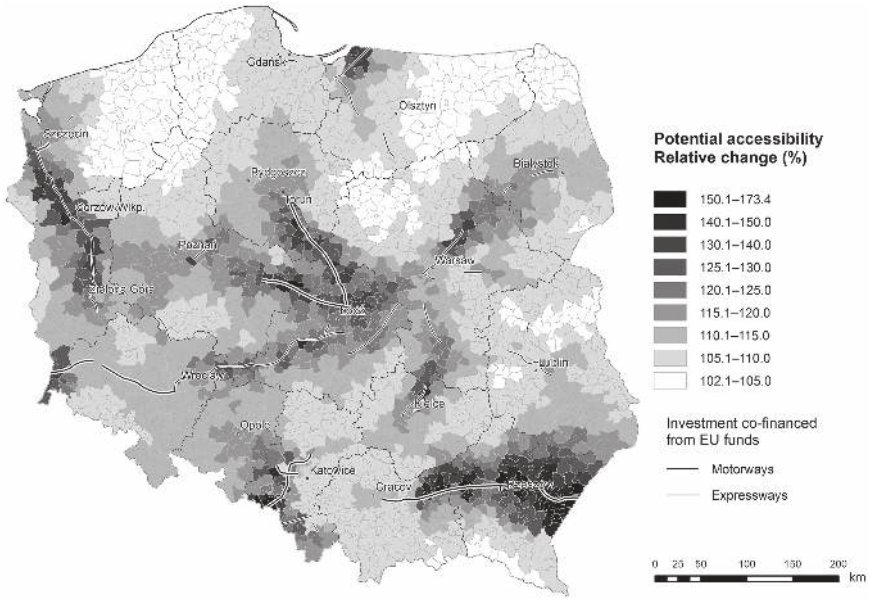 Gdańsk
Olsztyn
Szczecin
Białystok
Bydgoszcz
Gorzów Wlkp.
Toruń
Poznań
Warsaw
Zielona Góra
Łódź
Lublin
Wrocław
Kielce
Opole
Katowice
Cracov
Rzeszów
Potential accessibility
Relative change (%)
150.1–173.4
140.1–150.0
130.1–140.0
125.1–130.0
120.1–125.0
115.1–120.0
110.1–115.0
105.1–110.0
102.1–105.0
Investment co-financed
from EU funds
Motorways
Expressways
0 25 50 100 150 200
km